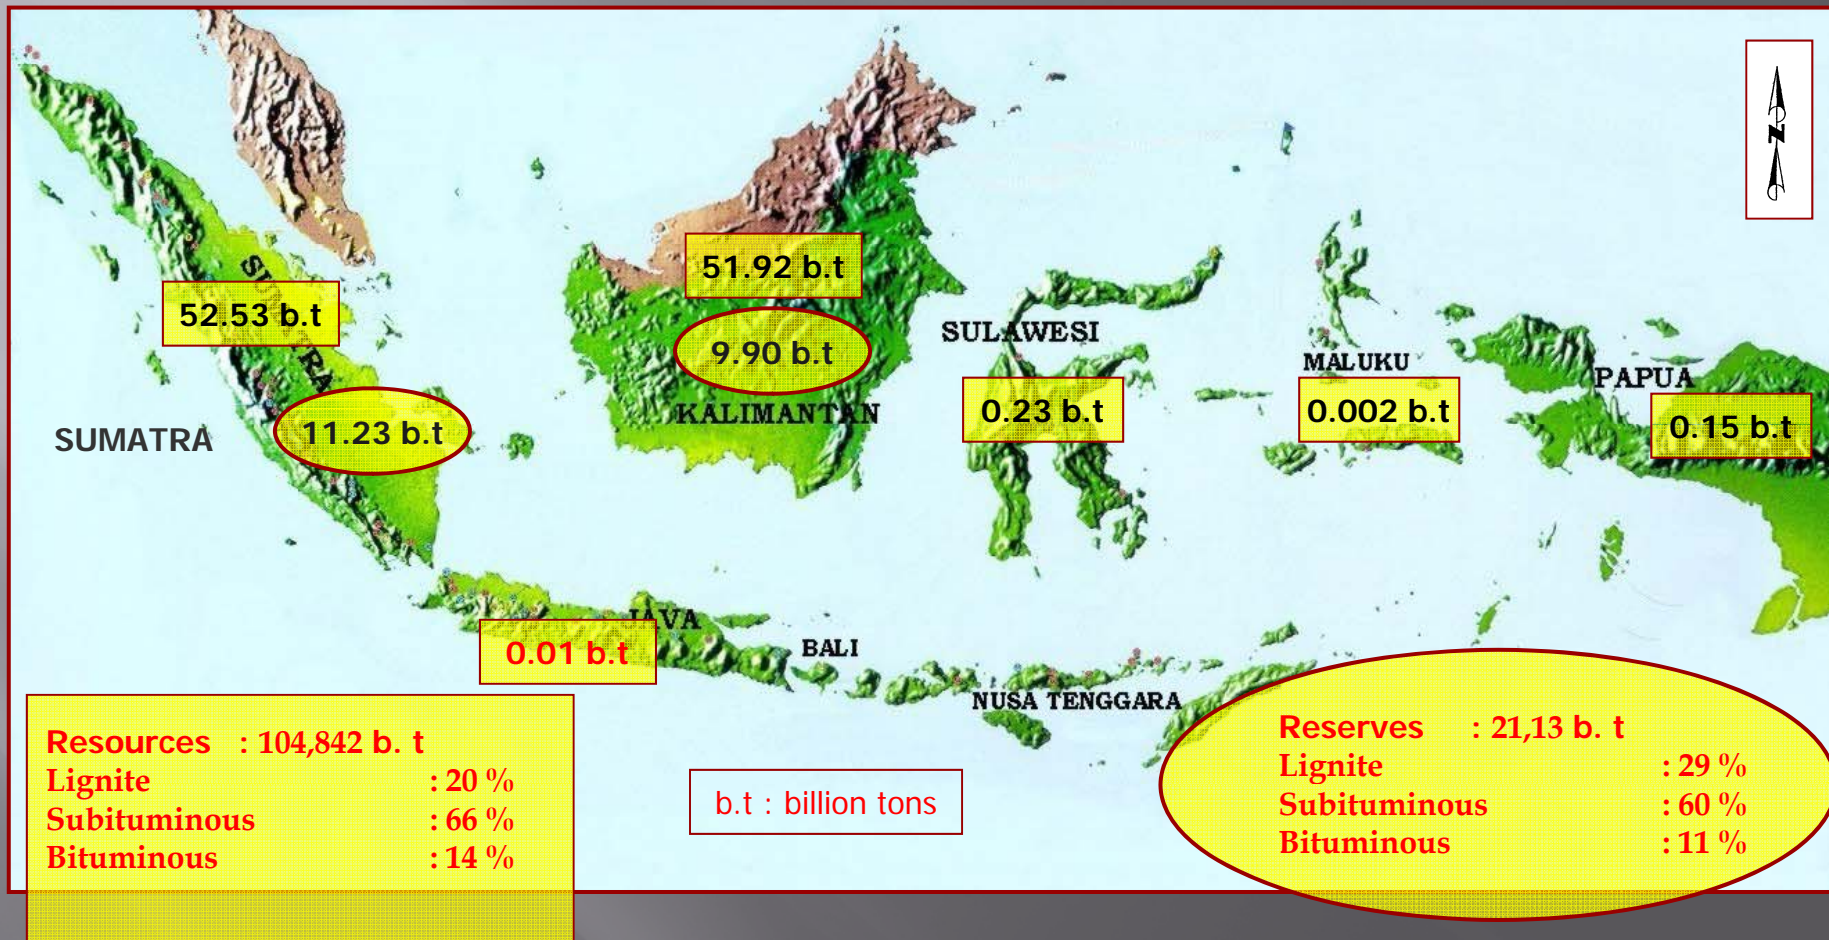 N
51.92 b.t
SUMATRA
52.53 b.t
9.90 b.t
SULAWESI
MALUKU
PAPUA
KALIMANTAN
0.23 b.t
0.002 b.t
0.15 b.t
11.23 b.t
SUMATRA
JAVA
0.01 b.t
BALI
NUSA TENGGARA
Resources : 104,842 b. t
Lignite : 20 %
Subituminous : 66 %
Bituminous : 14 %
b.t : billion tons
Reserves : 21,13 b. t
Lignite : 29 %
Subituminous : 60 %
Bituminous : 11 %